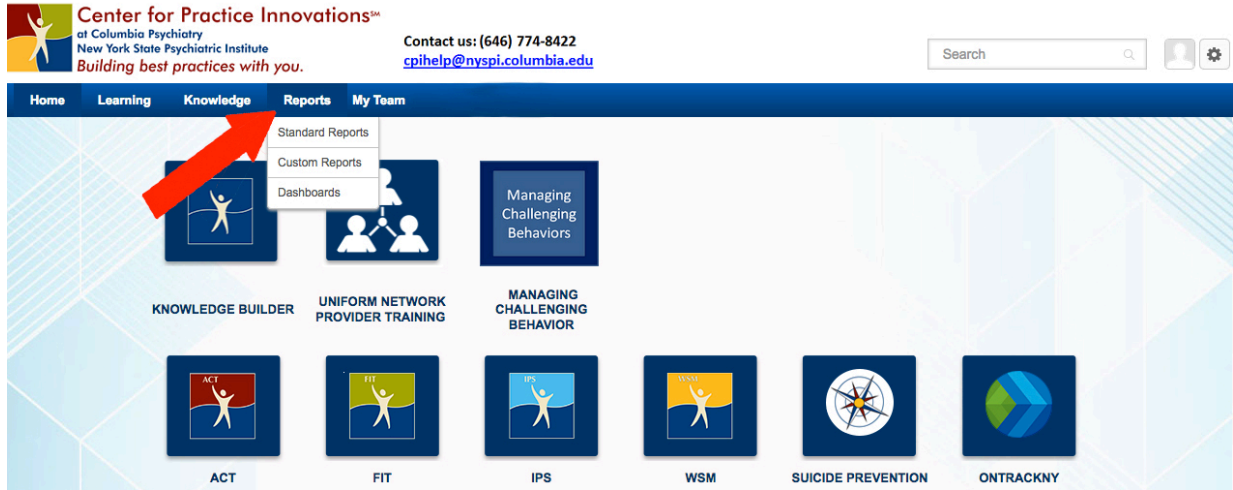 Center for Practice Innovations℠
at Columbia Psychiatry
New York State Psychiatric Institute
Building best practices with you.
Contact us: (646) 774-8422
cpihelp@nyspi.columbia.edu
Search
Home Learning Knowledge Reports My Team
Standard Reports
Custom Reports
Dashboards
Managing
Challenging
Behaviors
KNOWLEDGE BUILDER
UNIFORM NETWORK
PROVIDER TRAINING
MANAGING
CHALLENGING
BEHAVIOR
ACT
FIT
IPS
WSM
ACT
FIT
IPS
WSM
SUICIDE PREVENTION
ONTRACKNY